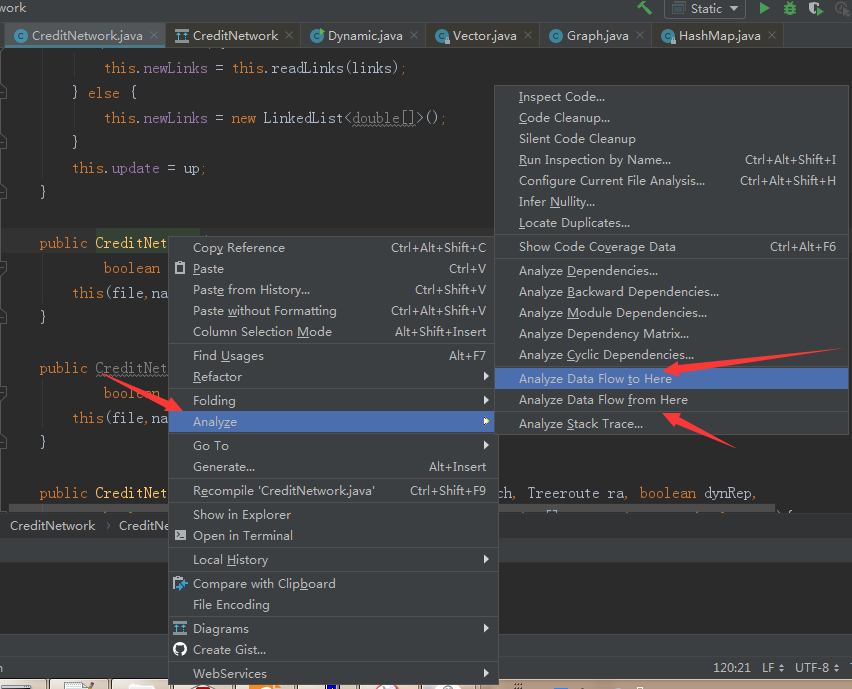 work
Static
CreditNetwork.java
CreditNetwork
Dynamic.java
Vector.java
Graph.java
HashMap.java
this.newLinks = this.readLinks(links);
} else {
this.newLinks = new LinkedList<double[]>();
}
this.update = up;
}
public CreditNet
boolean
this(file,na
}
public CreditNet
boolean
this(file,na
}
public CreditNet
ch, Treeroute ra, boolean dynRep,
CreditNetwork
CreditNe
Copy Reference Ctrl+Alt+Shift+C
Paste Ctrl+V
Paste from History... Ctrl+Shift+V
Paste without Formatting Ctrl+Alt+Shift+V
Column Selection Mode Alt+Shift+Insert
Find Usages Alt+F7
Refactor
Folding
Analyze
Go To
Generate... Alt+Insert
Recompile 'CreditNetwork.java' Ctrl+Shift+F9
Show in Explorer
Open in Terminal
Local History
Compare with Clipboard
File Encoding
Diagrams
Create Gist...
WebServices
Inspect Code...
Code Cleanup...
Silent Code Cleanup
Run Inspection by Name... Ctrl+Alt+Shift+I
Configure Current File Analysis... Ctrl+Alt+Shift+H
Infer Nullity...
Locate Duplicates...
Show Code Coverage Data Ctrl+Alt+F6
Analyze Dependencies...
Analyze Backward Dependencies...
Analyze Module Dependencies...
Analyze Dependency Matrix...
Analyze Cyclic Dependencies...
Analyze Data Flow to Here
Analyze Data Flow from Here
Analyze Stack Trace...
120:21 LF UTF-8